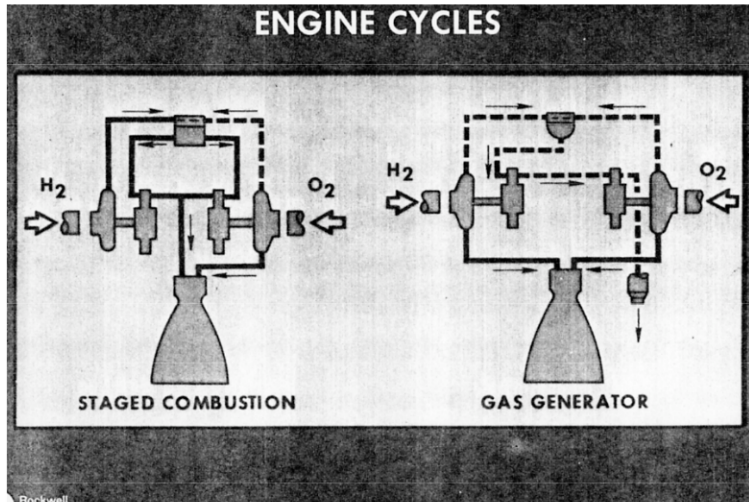 ENGINE CYCLES
H2
O2
H2
O2
STAGED COMBUSTION
GAS GENERATOR
Rockwell